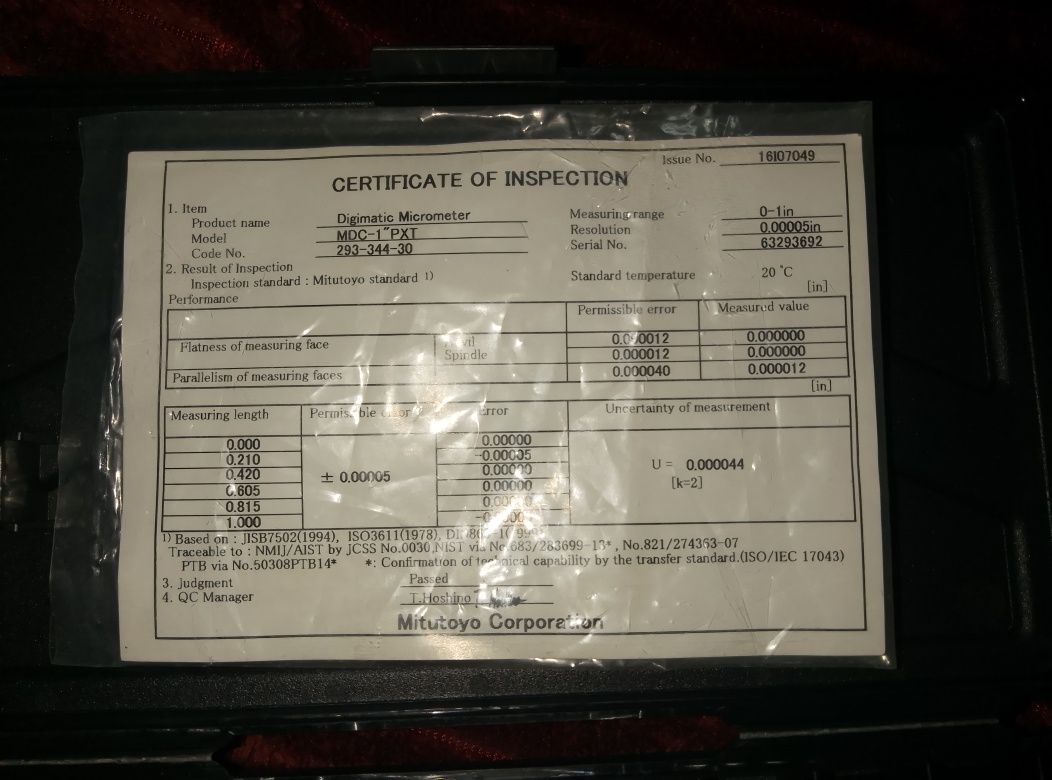 Issue No. 16I07049
CERTIFICATE OF INSPECTION
1. Item
Product name Digimatic Micrometer Measuring range 0-1in
Model MDC-1"PXT Resolution 0.00005in
Code No. 293-344-30 Serial No. 63293692
2. Result of Inspection
Inspection standard : Mitutoyo standard 1) Standard temperature 20 °C
[in]
Performance
Permissible error Measured value
Flatness of measuring face 0.000012 0.000000
Spindle 0.000012 0.000000
Parallelism of measuring faces 0.000040 0.000012
[in]
Measuring length Permissible error Error Uncertainty of measurement
0.000 0.00000
0.210 -0.00005
0.420 ± 0.00005 0.00000 U = 0.000044
0.605 0.00000 [k=2]
0.815
1.000
1) Based on : JISB7502(1994), ISO3611(1978),
Traceable to : NMIJ/AIST by JCSS No.0030, NIST via No.683/283699-13*, No.821/274363-07
PTB via No.50308PTB14* *: Confirmation of technical capability by the transfer standard.(ISO/IEC 17043)
3. Judgment Passed
4. QC Manager T.Hoshino
Mitutoyo Corporation